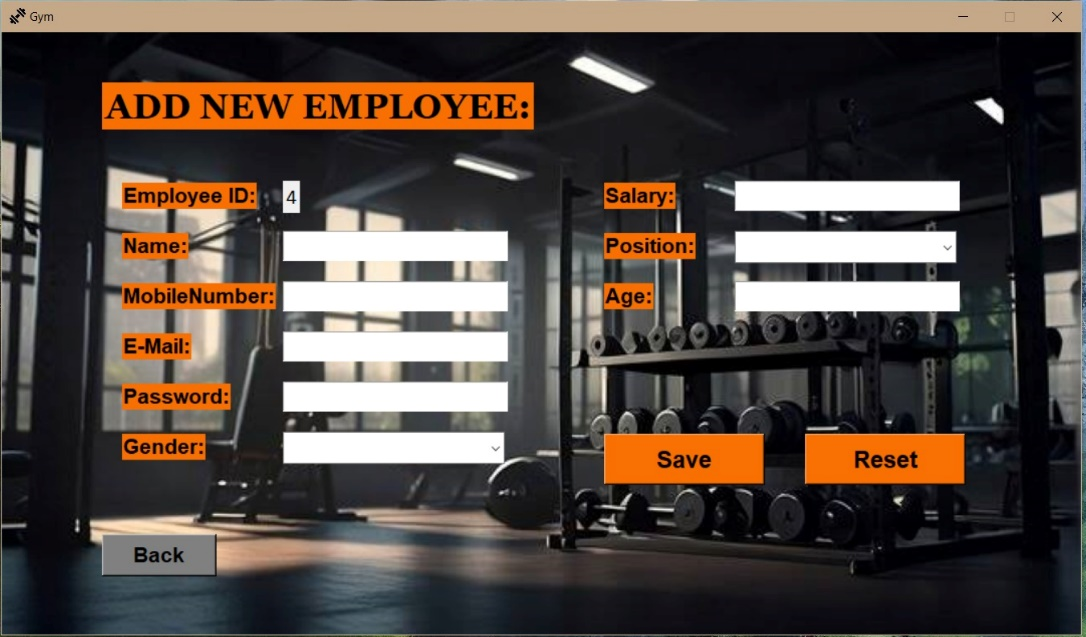 Gym
ADD NEW EMPLOYEE:
Employee ID: 4
Name:
MobileNumber:
E-Mail:
Password:
Gender:
Salary:
Position:
Age:
Save
Reset
Back